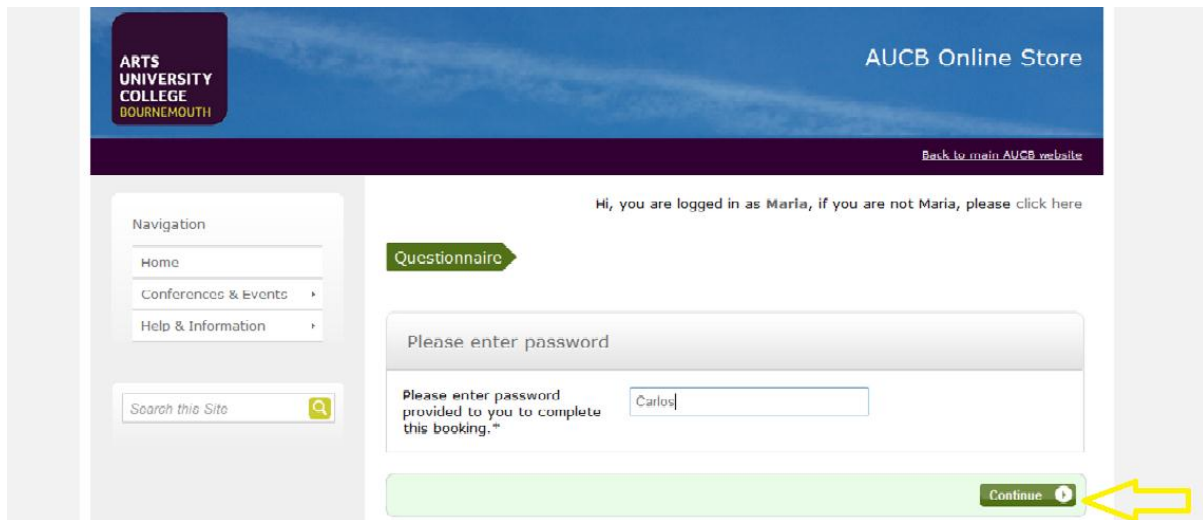 ARTS
UNIVERSITY
COLLEGE
BOURNEMOUTH
AUCB Online Store
Back to main AUCB website
Hi, you are logged in as Maria, if you are not Maria, please click here
Navigation
Home
Conferences & Events
Help & Information
Search this Site
Questionnaire
Please enter password
Please enter password
provided to you to complete
this booking.*
Carlos
Continue